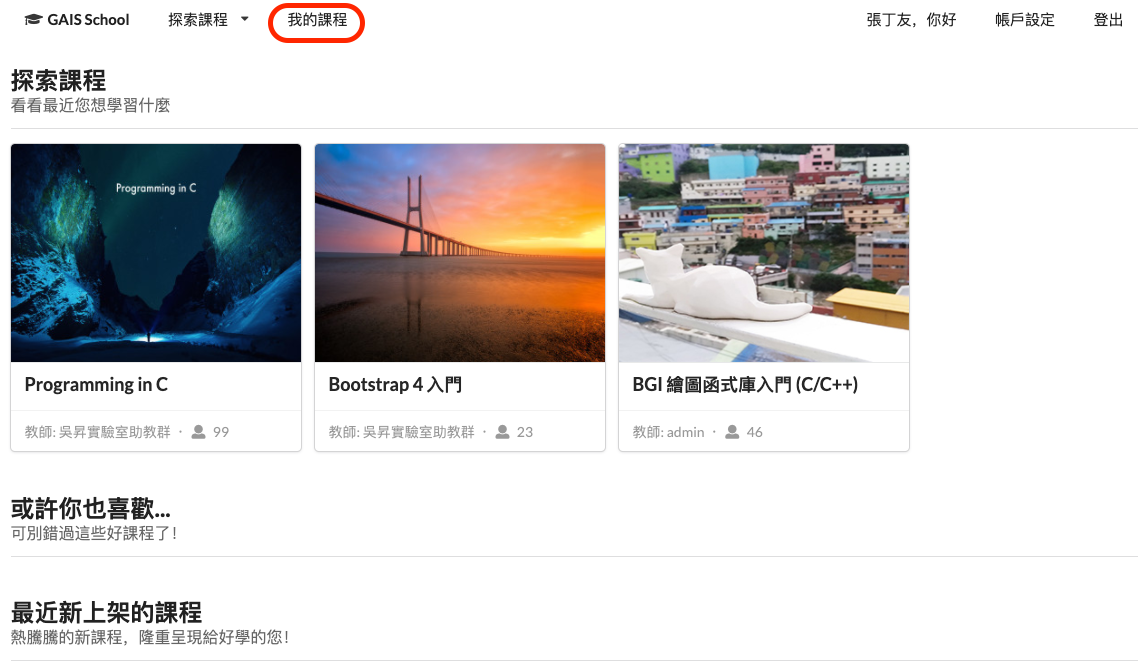 GAIS School 探索課程 我的課程 張丁友，你好 帳戶設定 登出
探索課程
看看最近您想學習什麼
Programming in C
Programming in C
教師: 吳昇實驗室助教群 · 99
Bootstrap 4 入門
教師: 吳昇實驗室助教群 · 23
BGI 繪圖函式庫入門 (C/C++)
教師: admin · 46
或許你也喜歡...
可別錯過這些好課程了！
最近新上架的課程
熱騰騰的新課程，隆重呈現給好學的您！